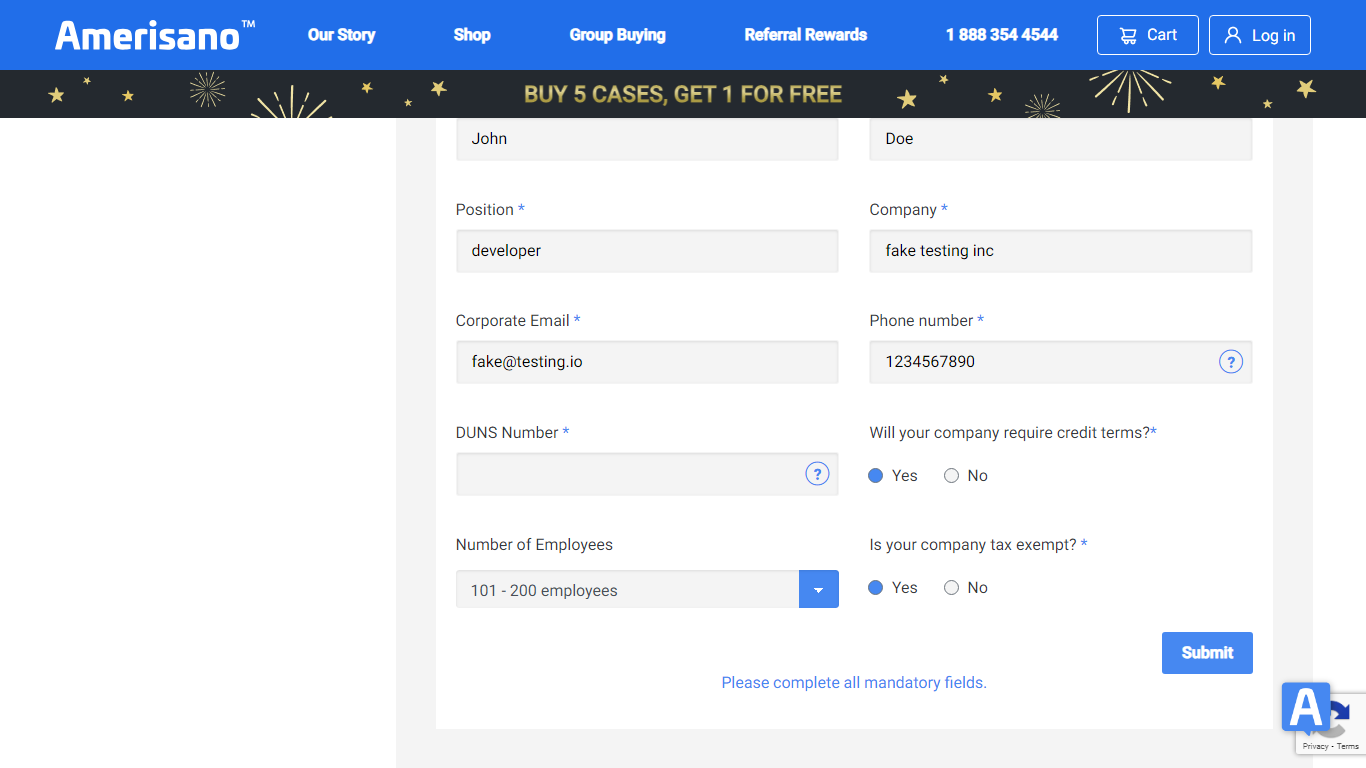 Amerisano™
Our Story
Shop
Group Buying
Referral Rewards
1 888 354 4544
Cart
Log in
BUY 5 CASES, GET 1 FOR FREE
John
Doe
Position *
Company *
developer
fake testing inc
Corporate Email *
Phone number *
fake@testing.io
1234567890
?
DUNS Number *
Will your company require credit terms?*
?
Yes
No
Number of Employees
Is your company tax exempt? *
101 - 200 employees
Yes
No
Submit
Please complete all mandatory fields.
A
Privacy - Terms